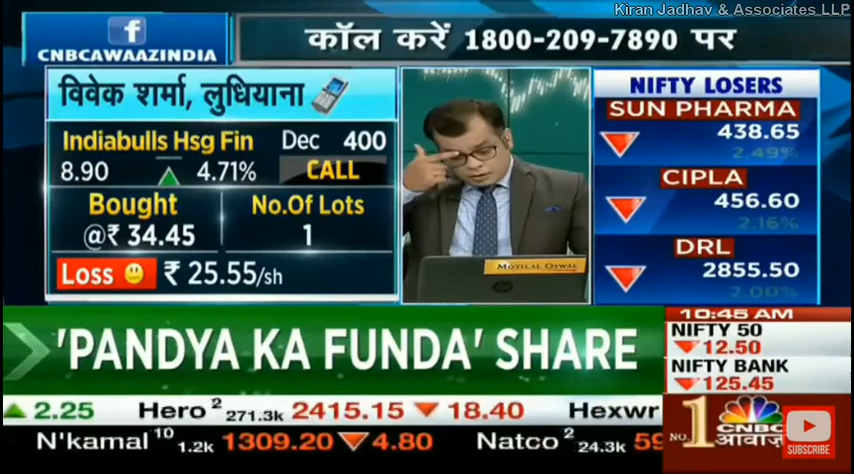 Kiran Jadhav & Associates LLP
f
CNBCAWAAZINDIA
कॉल करें 1800-209-7890 पर
विवेक शर्मा, लुधियाना
Indiabulls Hsg Fin Dec 400
8.90 4.71% CALL
Bought No.Of Lots
@₹ 34.45 1
Loss ₹ 25.55/sh
MOTILAL OSWAL
hp
NIFTY LOSERS
SUN PHARMA
438.65
2.49%
CIPLA
456.60
2.16%
DRL
2855.50
2.00%
'PANDYA KA FUNDA' SHARE
10:45 AM
NIFTY 50
12.50
NIFTY BANK
125.45
2.25 Hero 2 271.3k 2415.15 18.40 Hexwr
N'kamal 10 1.2k 1309.20 4.80 Natco 2 24.3k 59
NO. 1 CNBC
आवाज़
SUBSCRIBE